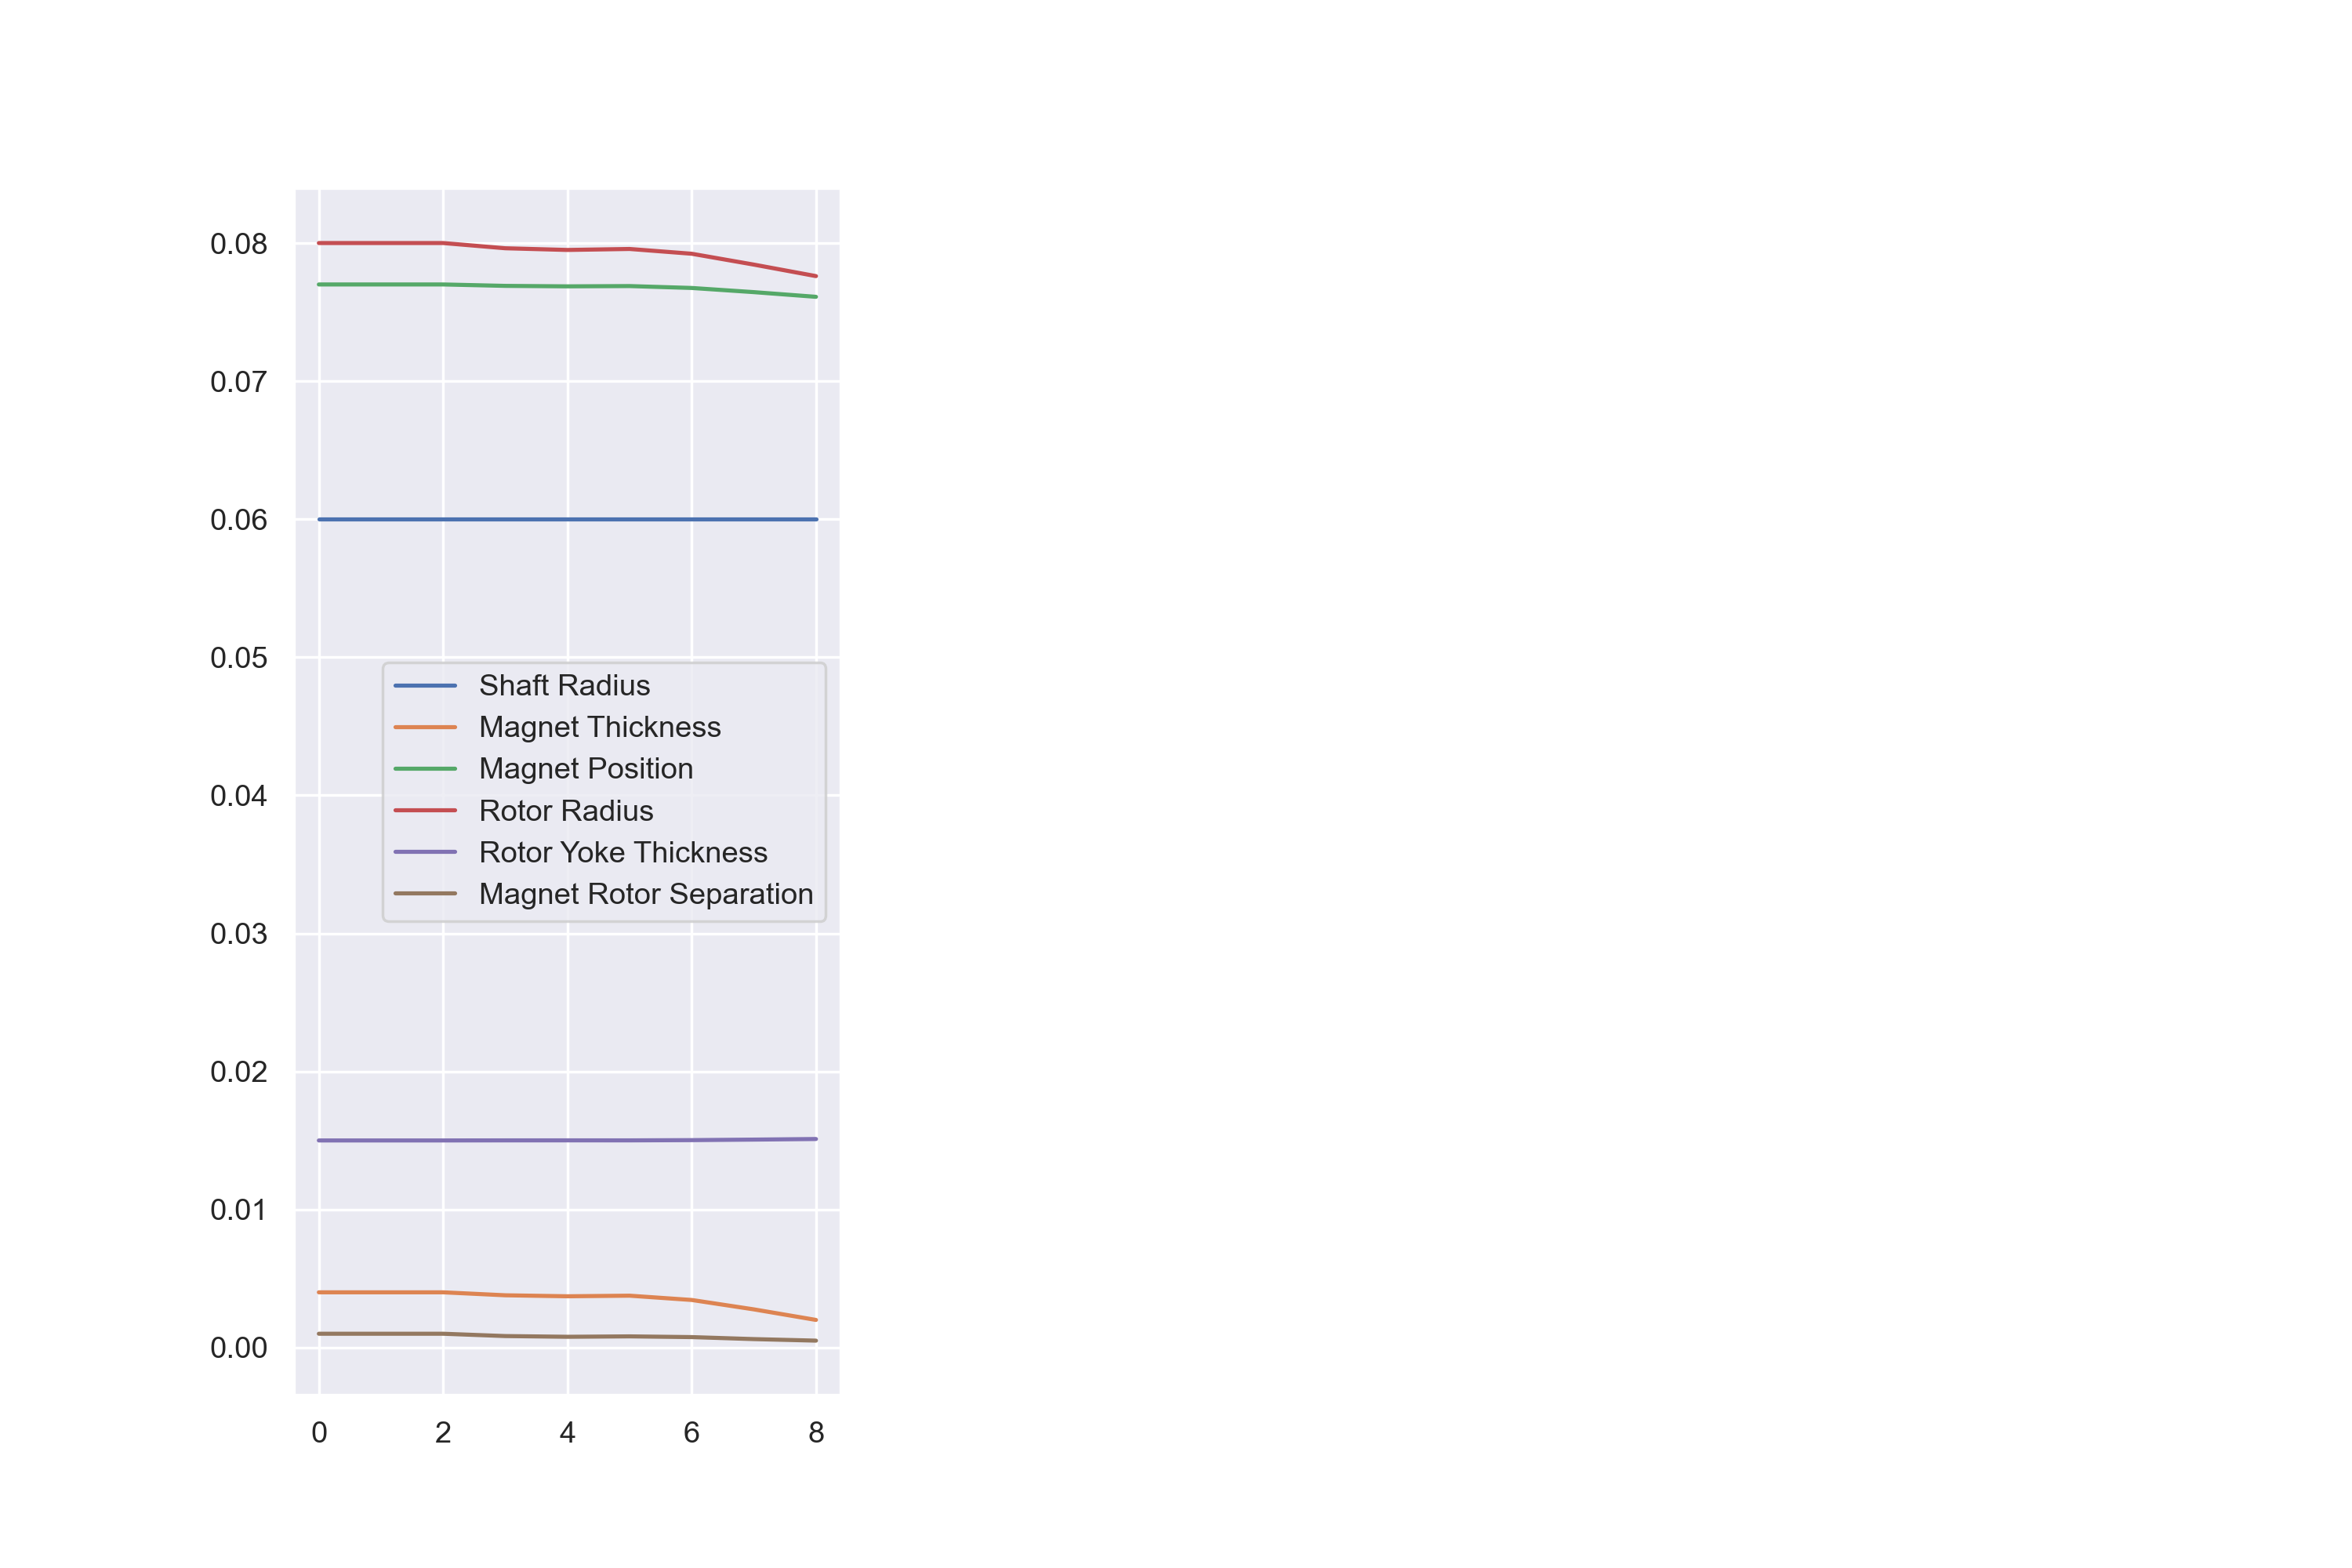 0.08
0.07
0.06
0.05
0.04
0.03
0.02
0.01
0.00
Shaft Radius
Magnet Thickness
Magnet Position
Rotor Radius
Rotor Yoke Thickness
Magnet Rotor Separation
0 2 4 6 8